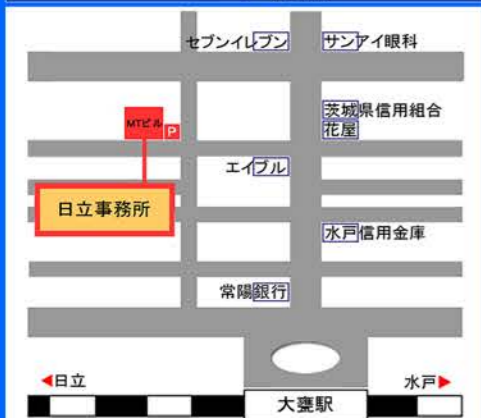 セブンイレブン
サンアイ眼科
茨城県信用組合
花屋
MTビル
P
エイブル
日立事務所
水戸信用金庫
常陽銀行
◀日立
水戸▶
大甕駅